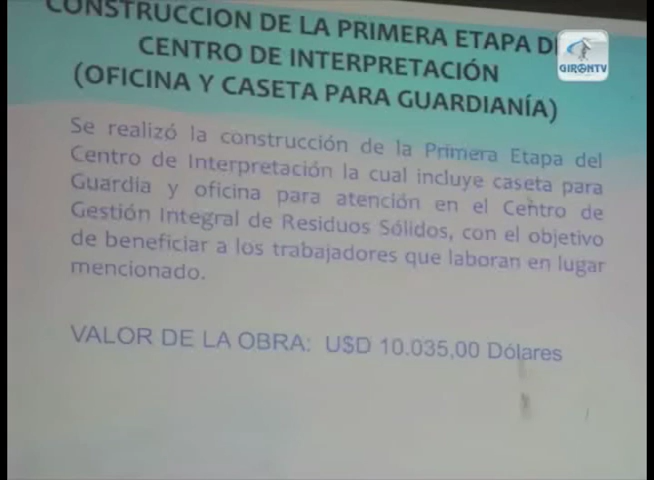 CONSTRUCCION DE LA PRIMERA ETAPA DE
CENTRO DE INTERPRETACIÓN
(OFICINA Y CASETA PARA GUARDIANÍA)
GIRONTV
Se realizó la construcción de la Primera Etapa del
Centro de Interpretación la cual incluye caseta para
Guardia y oficina para atención en el Centro de
Gestión Integral de Residuos Sólidos, con el objetivo
de beneficiar a los trabajadores que laboran en lugar
mencionado.
VALOR DE LA OBRA: U$D 10.035,00 Dólares